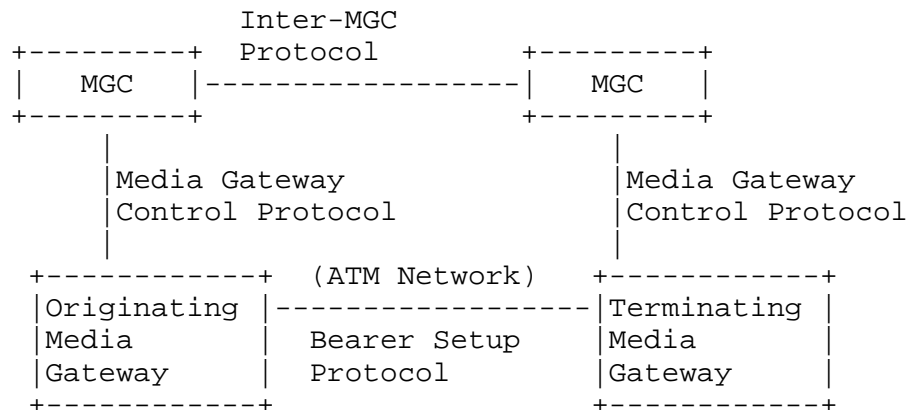 Inter-MGC
Protocol
MGC MGC
Media Gateway Media Gateway
Control Protocol Control Protocol
(ATM Network)
Originating Terminating
Media Bearer Setup Media
Gateway Protocol Gateway